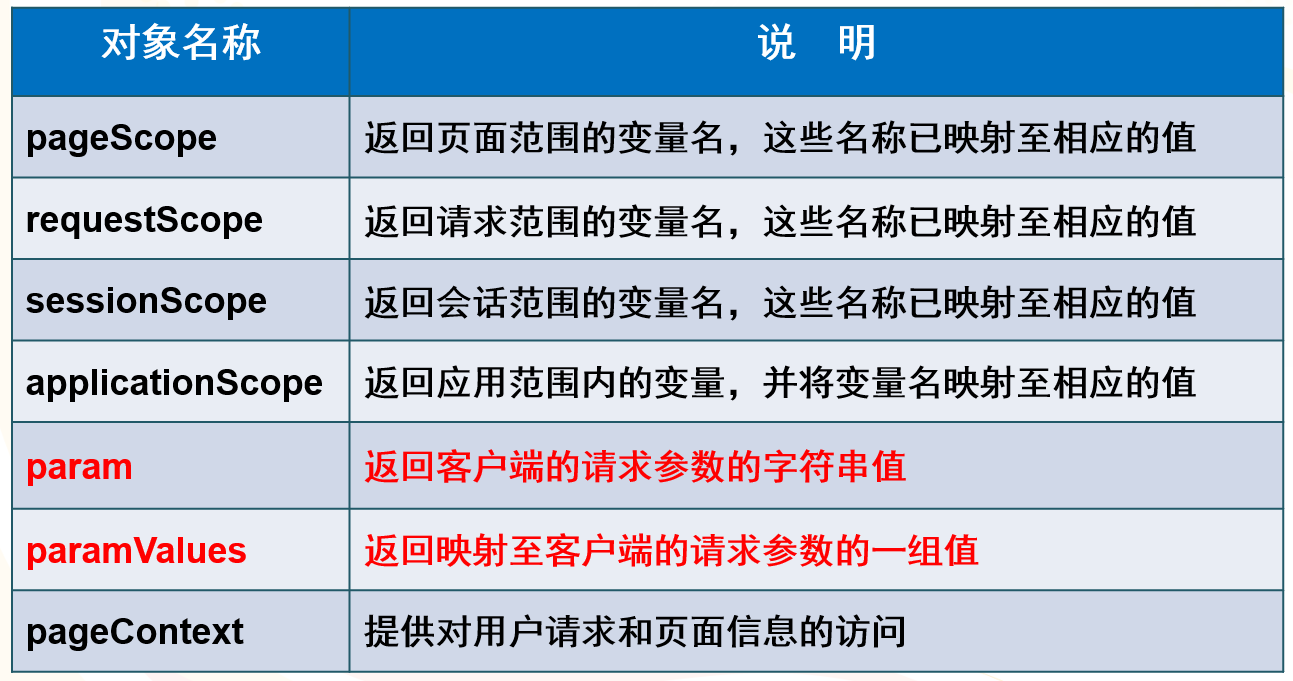 对象名称 说 明
pageScope 返回页面范围的变量名，这些名称已映射至相应的值
requestScope 返回请求范围的变量名，这些名称已映射至相应的值
sessionScope 返回会话范围的变量名，这些名称已映射至相应的值
applicationScope 返回应用范围内的变量，并将变量名映射至相应的值
param 返回客户端的请求参数的字符串值
paramValues 返回映射至客户端的请求参数的一组值
pageContext 提供对用户请求和页面信息的访问